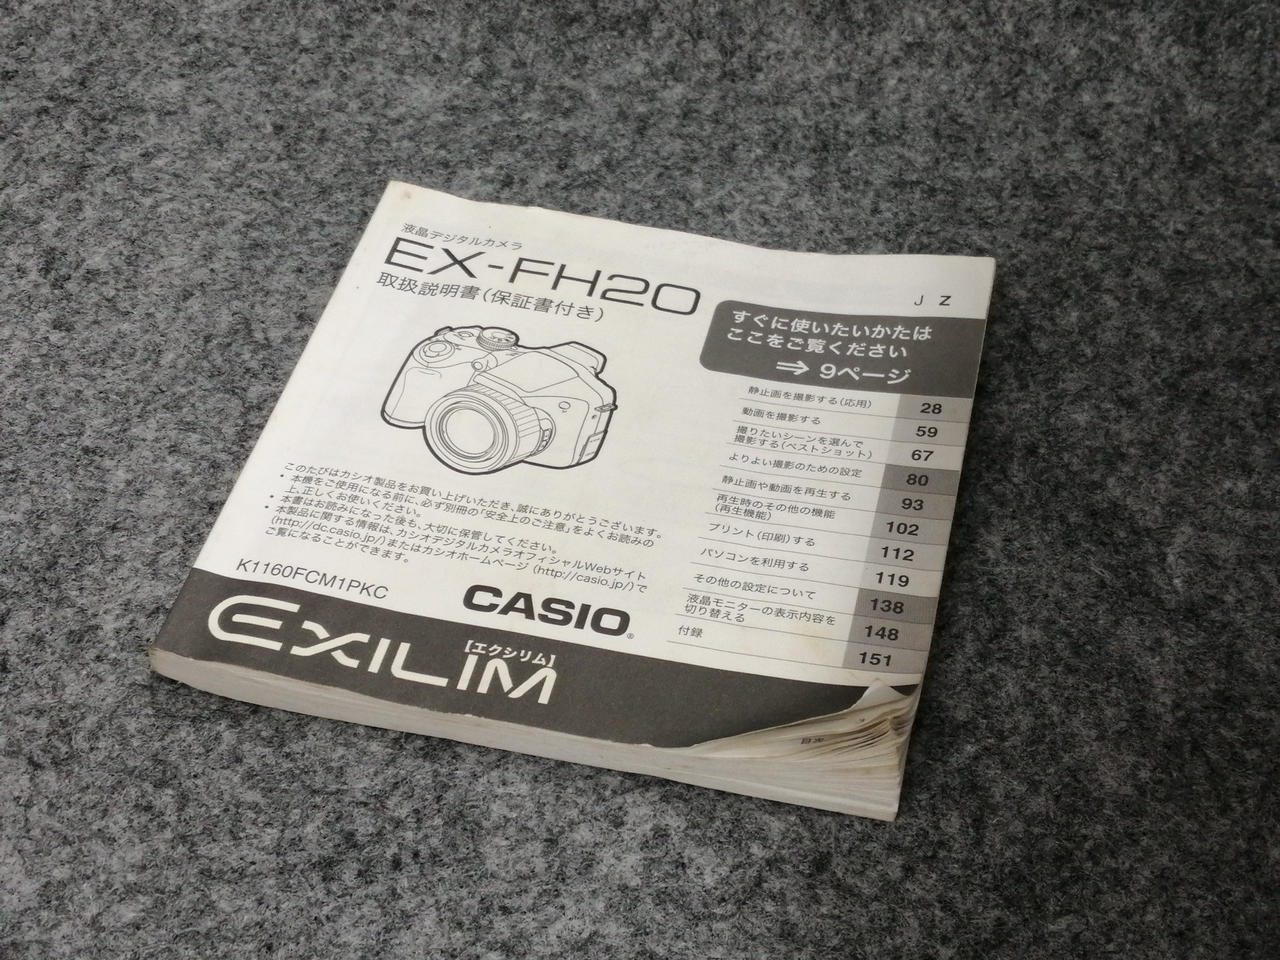 液晶デジタルカメラ
EX-FH20
取扱説明書(保証書付き)
J Z
すぐに使いたいかたは
ここをご覧ください
⇒ 9ページ
静止画を撮影する(応用) 28
動画を撮影する 59
撮りたいシーンを選んで
撮影する(ベストショット) 67
よりよい撮影のための設定 80
静止画や動画を再生する 93
再生時のその他の機能
(再生機能) 102
プリント(印刷)する 112
パソコンを利用する 119
その他の設定について 138
液晶モニターの表示内容を
切り替える 148
付録 151
このたびはカシオ製品をお買い上げいただき、誠にありがとうございます。
• 本機をご使用になる前に、必ず別冊の「安全上のご注意」をよくお読みの
上、正しくお使いください。
• 本書はお読みになった後も、大切に保管してください。
• 本製品に関する情報は、カシオデジタルカメラオフィシャルWebサイト
(http://dc.casio.jp/)またはカシオホームページ(http://casio.jp/)で
ご覧になることができます。
K1160FCM1PKC
CASIO®
EXILIM
【エクシリム】
目次